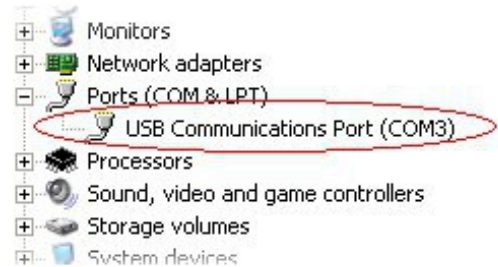 Monitors
Network adapters
Ports (COM & LPT)
USB Communications Port (COM3)
Processors
Sound, video and game controllers
Storage volumes
System devices